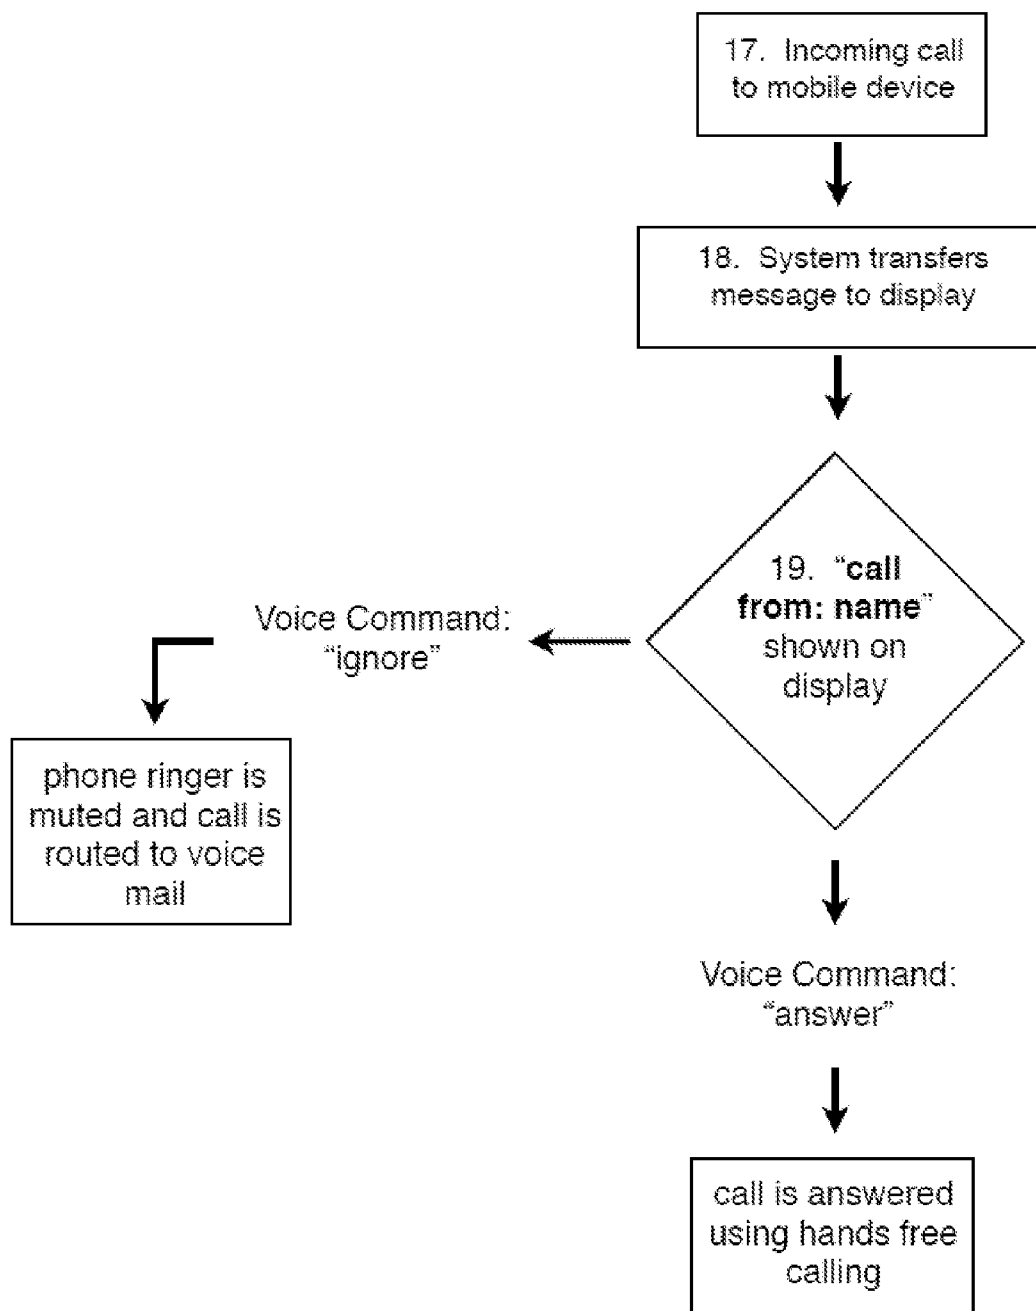 17. Incoming call
to mobile device
18. System transfers
message to display
19. “call
from: name”
shown on
display
Voice Command:
“ignore”
phone ringer is
muted and call is
routed to voice
mail
Voice Command:
“answer”
call is answered
using hands free
calling